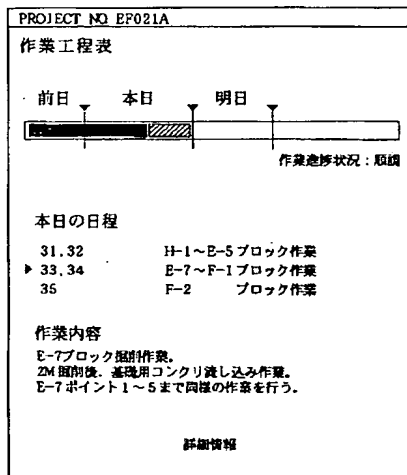 PROJECT NO. EF021A
作業工程表
前日 本日 明日
作業進捗状況：順調
本日の日程
31,32 H-1～E-5ブロック作業
▶ 33,34 E-7～F-1ブロック作業
35 F-2 ブロック作業
作業内容
E-7ブロック掘削作業。
2M掘削後、基礎用コンクリ流し込み作業。
E-7ポイント1～5まで同様の作業を行う。
詳細情報